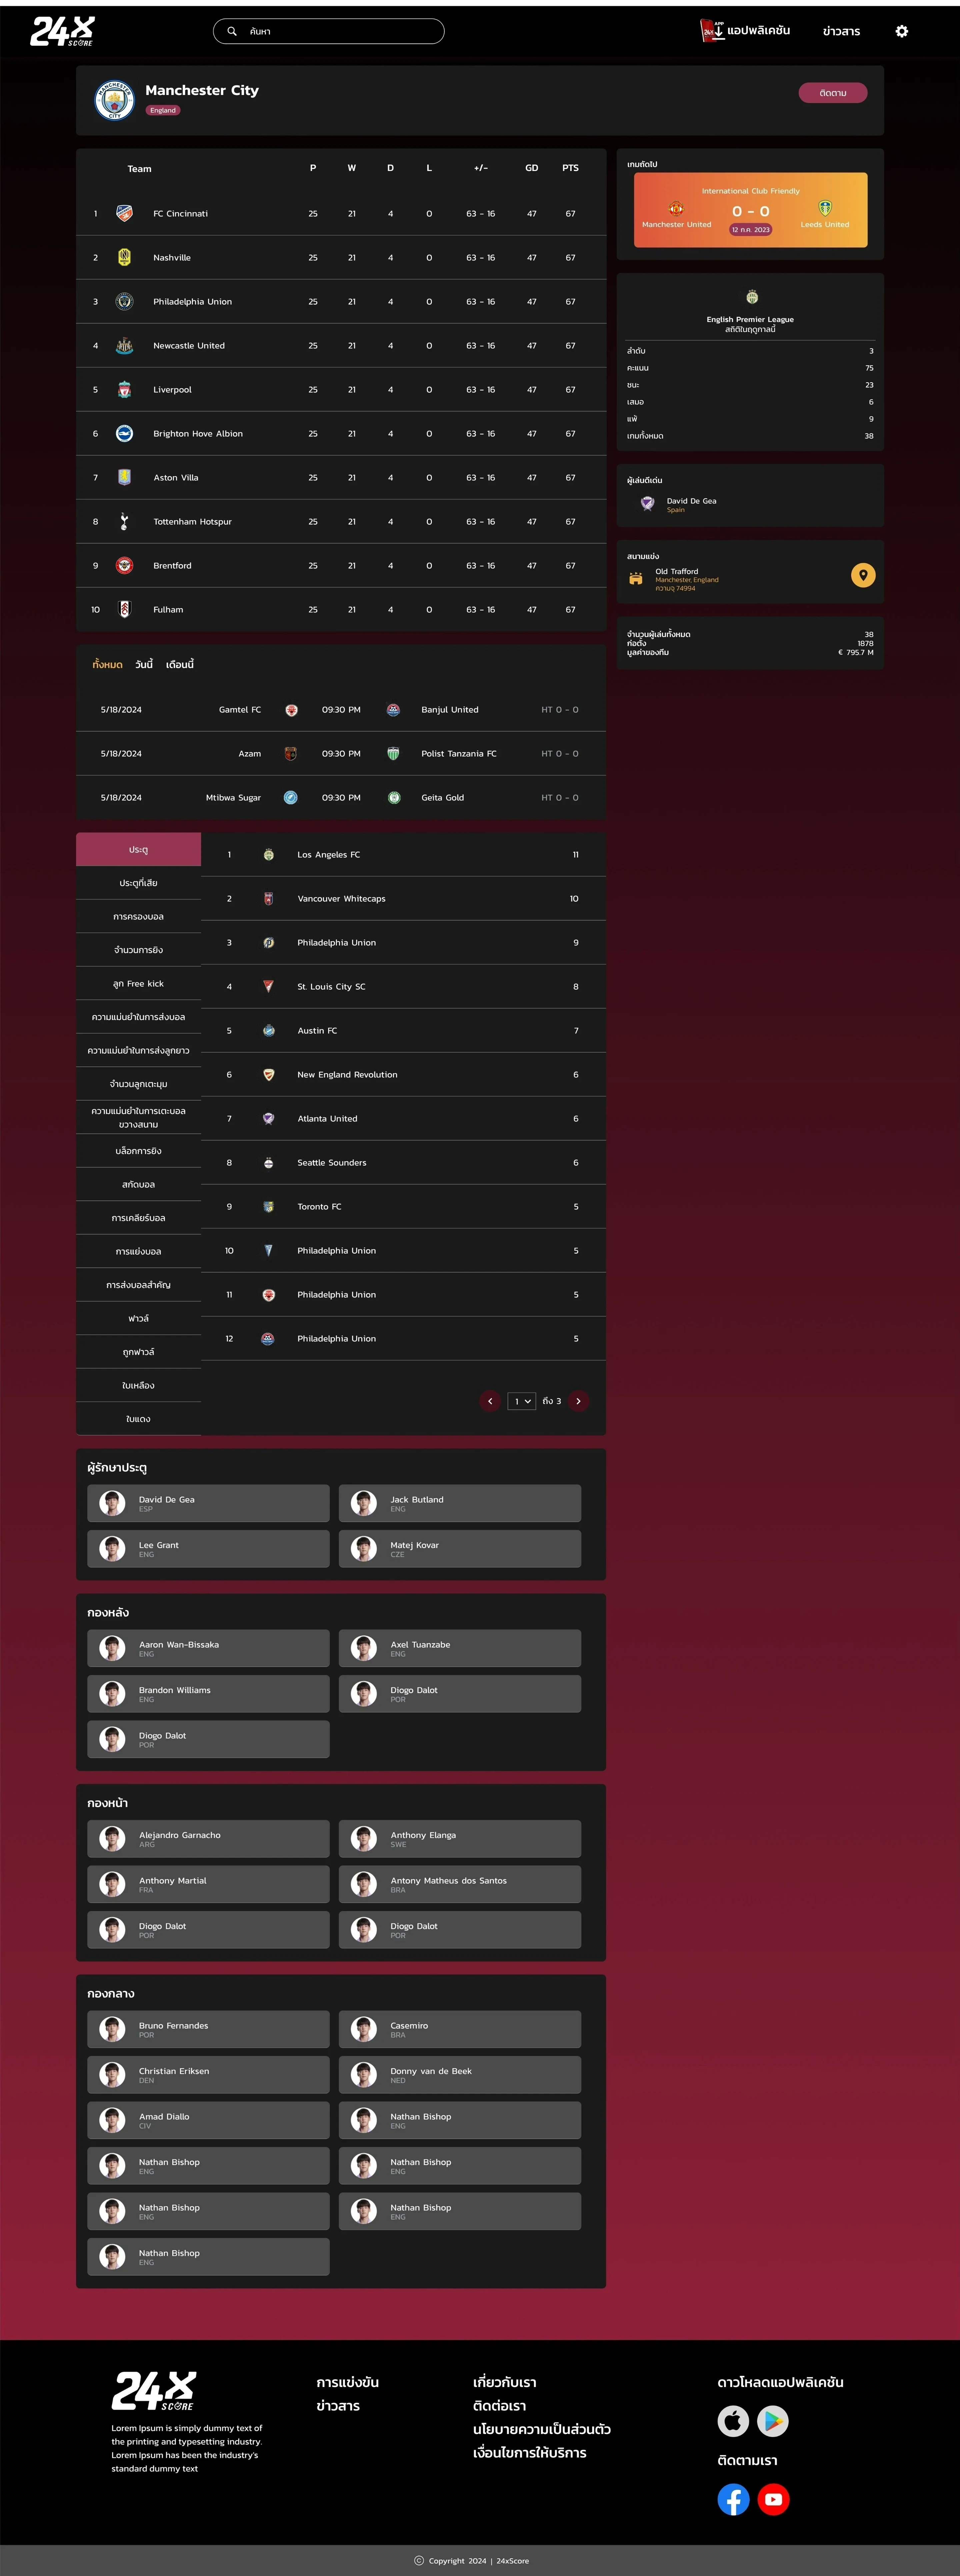 24X
SCORE
ค้นหา
APP
แอปพลิเคชัน
ข่าวสาร
Manchester City
England
ติดตาม
Team P W D L +/- GD PTS
1 FC Cincinnati 25 21 4 0 63 - 16 47 67
2 Nashville 25 21 4 0 63 - 16 47 67
3 Philadelphia Union 25 21 4 0 63 - 16 47 67
4 Newcastle United 25 21 4 0 63 - 16 47 67
5 Liverpool 25 21 4 0 63 - 16 47 67
6 Brighton Hove Albion 25 21 4 0 63 - 16 47 67
7 Aston Villa 25 21 4 0 63 - 16 47 67
8 Tottenham Hotspur 25 21 4 0 63 - 16 47 67
9 Brentford 25 21 4 0 63 - 16 47 67
10 Fulham 25 21 4 0 63 - 16 47 67
เกมถัดไป
International Club Friendly
0 - 0
Manchester United Leeds United
12 ก.ค. 2023
English Premier League
สถิติในฤดูกาลนี้
ลำดับ 3
คะแนน 75
ชนะ 23
เสมอ 6
แพ้ 9
เกมทั้งหมด 38
ผู้เล่นดีเด่น
David De Gea
Spain
สนามแข่ง
Old Trafford
Manchester, England
ความจุ 74994
จำนวนผู้เล่นทั้งหมด 38
ก่อตั้ง 1878
มูลค่าของทีม € 795.7 M
ทั้งหมด วันนี้ เดือนนี้
5/18/2024 Gamtel FC 09:30 PM Banjul United HT 0 - 0
5/18/2024 Azam 09:30 PM Polist Tanzania FC HT 0 - 0
5/18/2024 Mtibwa Sugar 09:30 PM Geita Gold HT 0 - 0
ประตู
ประตูที่เสีย
การครองบอล
จำนวนการยิง
ลูก Free kick
ความแม่นยำในการส่งบอล
ความแม่นยำในการส่งลูกยาว
จำนวนลูกเตะมุม
ความแม่นยำในการเตะบอล
ขวางสนาม
บล็อกการยิง
สกัดบอล
การเคลียร์บอล
การแย่งบอล
การส่งบอลสำคัญ
ฟาวล์
ถูกฟาวล์
ใบเหลือง
ใบแดง
1 Los Angeles FC 11
2 Vancouver Whitecaps 10
3 Philadelphia Union 9
4 St. Louis City SC 8
5 Austin FC 7
6 New England Revolution 6
7 Atlanta United 6
8 Seattle Sounders 6
9 Toronto FC 5
10 Philadelphia Union 5
11 Philadelphia Union 5
12 Philadelphia Union 5
1 ถึง 3
ผู้รักษาประตู
David De Gea
ESP
Jack Butland
ENG
Lee Grant
ENG
Matej Kovar
CZE
กองหลัง
Aaron Wan-Bissaka
ENG
Axel Tuanzabe
ENG
Brandon Williams
ENG
Diogo Dalot
POR
Diogo Dalot
POR
กองหน้า
Alejandro Garnacho
ARG
Anthony Elanga
SWE
Anthony Martial
FRA
Antony Matheus dos Santos
BRA
Diogo Dalot
POR
Diogo Dalot
POR
กองกลาง
Bruno Fernandes
POR
Casemiro
BRA
Christian Eriksen
DEN
Donny van de Beek
NED
Amad Diallo
CIV
Nathan Bishop
ENG
Nathan Bishop
ENG
Nathan Bishop
ENG
Nathan Bishop
ENG
Nathan Bishop
ENG
Nathan Bishop
ENG
24X
SCORE
Lorem Ipsum is simply dummy text of
the printing and typesetting industry.
Lorem Ipsum has been the industry's
standard dummy text
การแข่งขัน
ข่าวสาร
เกี่ยวกับเรา
ติดต่อเรา
นโยบายความเป็นส่วนตัว
เงื่อนไขการให้บริการ
ดาวโหลดแอปพลิเคชัน
ติดตามเรา
© Copyright 2024 | 24xScore